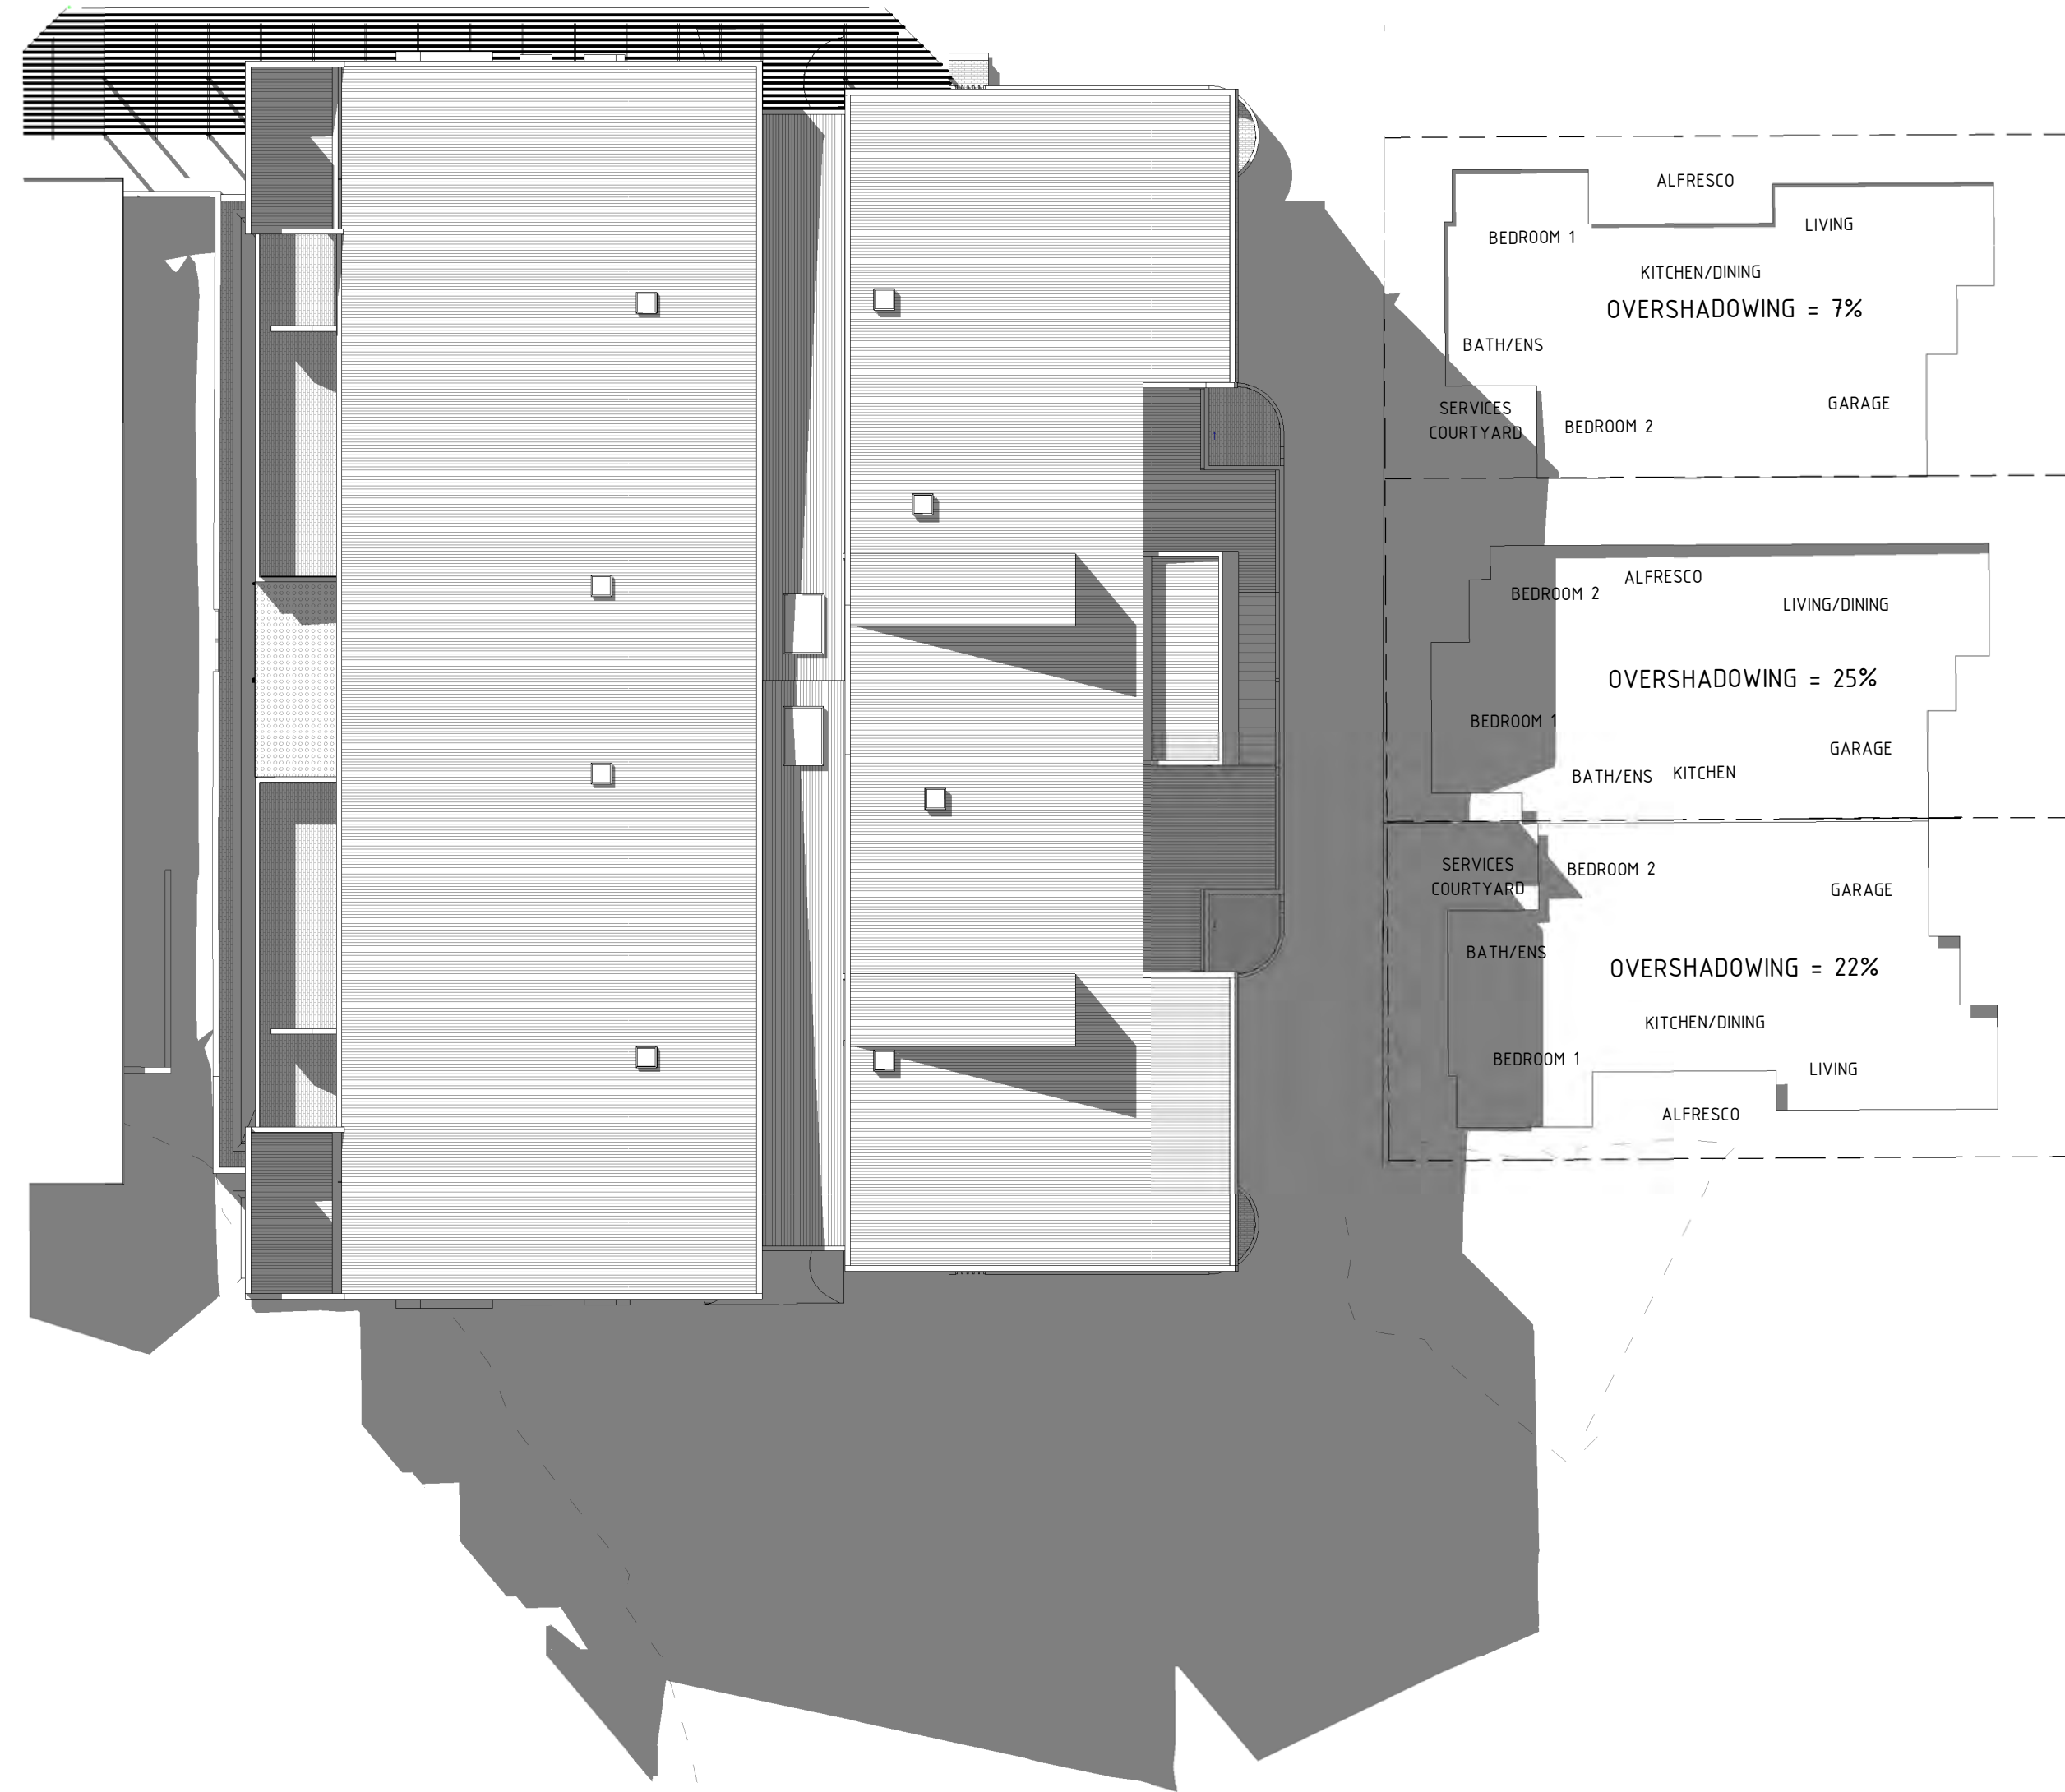 ALFRESCO
LIVING
BEDROOM 1
KITCHEN/DINING
OVERSHADOWING = 7%
BATH/ENS
SERVICES
COURTYARD
GARAGE
BEDROOM 2
ALFRESCO
BEDROOM 2
LIVING/DINING
OVERSHADOWING = 25%
BEDROOM 1
GARAGE
BATH/ENS
KITCHEN
SERVICES
COURTYARD
BEDROOM 2
GARAGE
BATH/ENS
OVERSHADOWING = 22%
KITCHEN/DINING
BEDROOM 1
LIVING
ALFRESCO